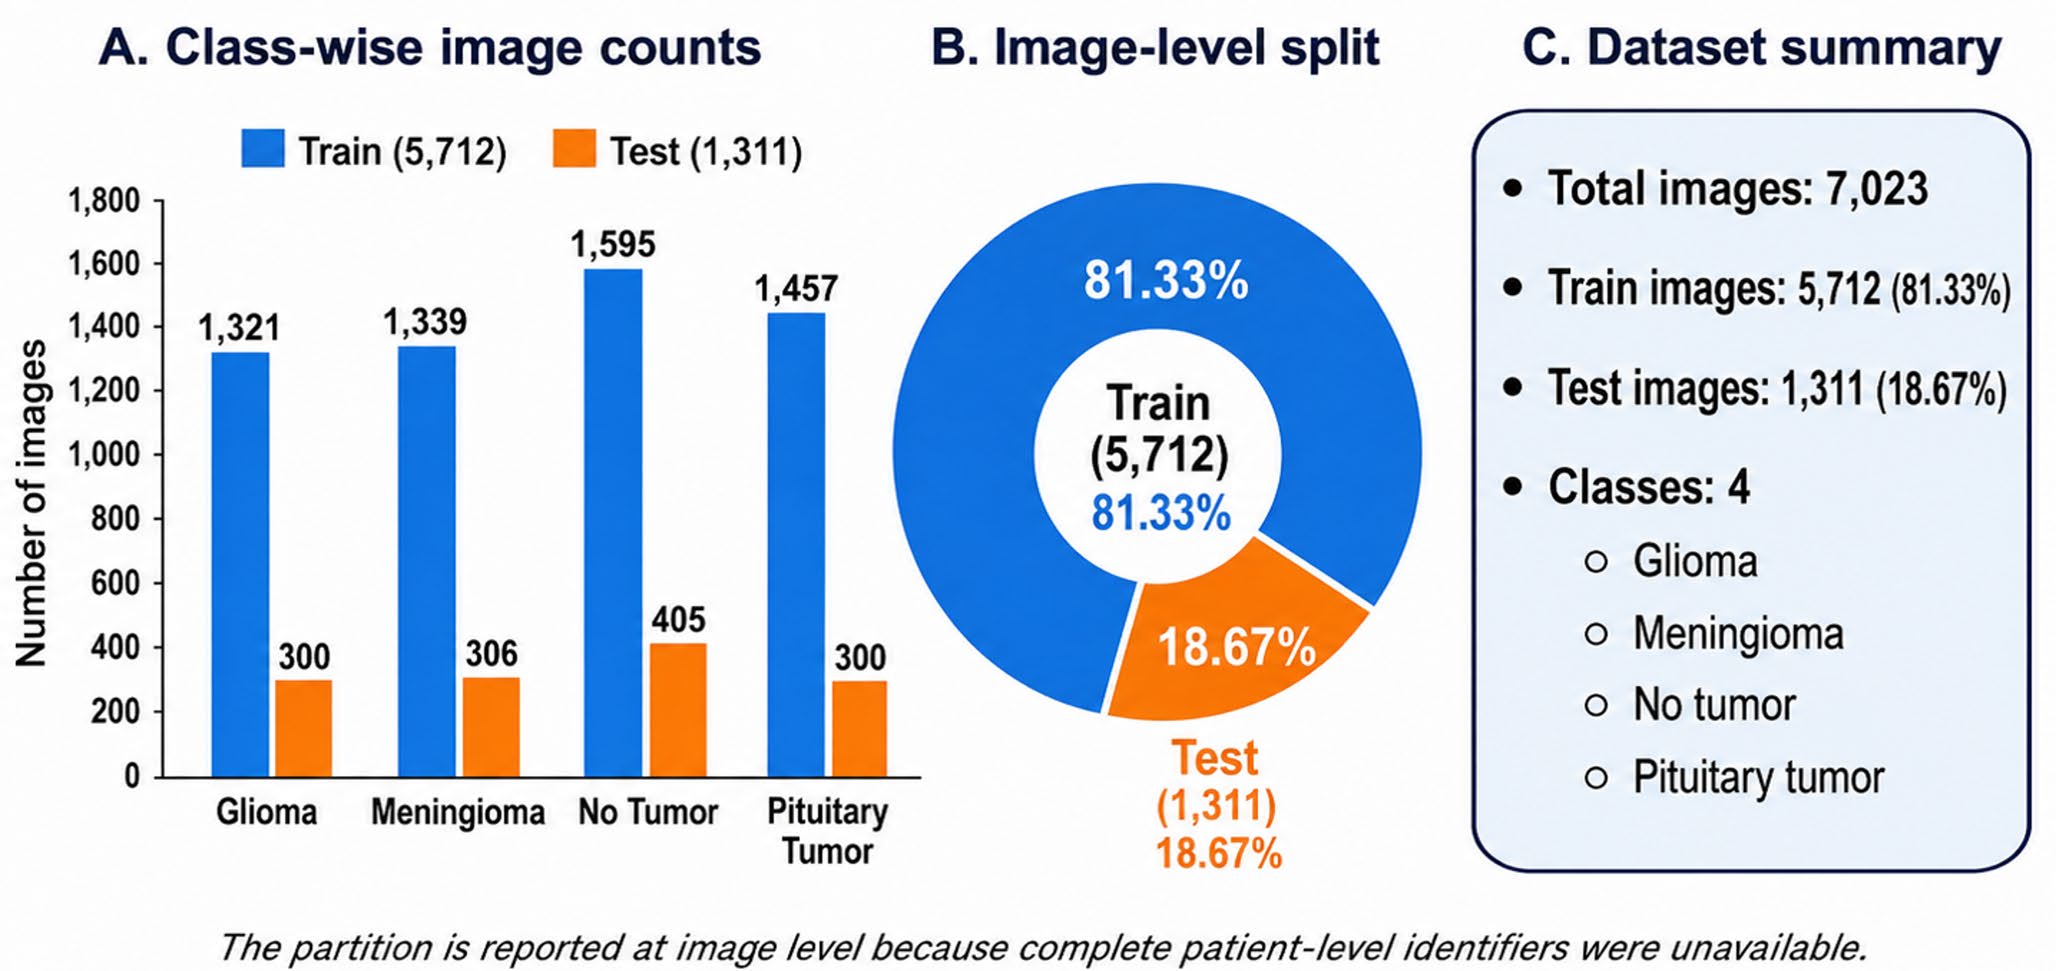 A. Class-wise image counts
Train (5,712)
Test (1,311)
Number of images
1,800
1,600
1,400
1,200
1,000
800
600
400
200
0
1,321
300
1,339
306
1,595
405
1,457
300
Glioma
Meningioma
No Tumor
Pituitary
Tumor
B. Image-level split
81.33%
Train
(5,712)
81.33%
18.67%
Test
(1,311)
18.67%
C. Dataset summary
• Total images: 7,023
• Train images: 5,712 (81.33%)
• Test images: 1,311 (18.67%)
• Classes: 4
○ Glioma
○ Meningioma
○ No tumor
○ Pituitary tumor
The partition is reported at image level because complete patient-level identifiers were unavailable.